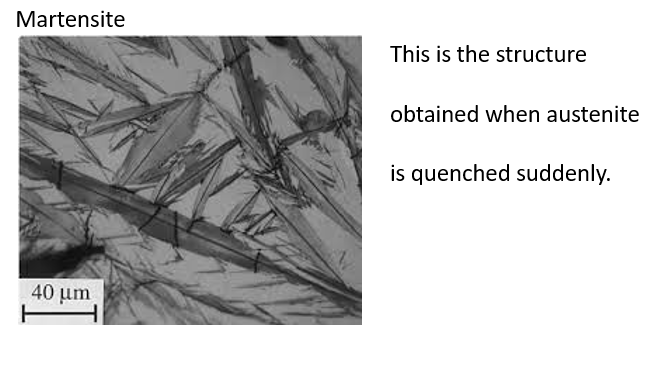 Martensite
This is the structure
obtained when austenite
is quenched suddenly.
40 μm